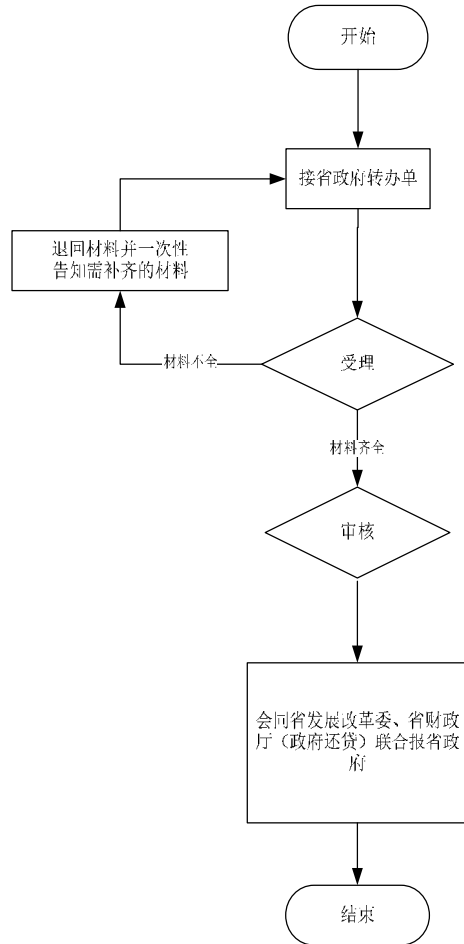 开始
接省政府转办单
退回材料并一次性
告知需补齐的材料
受理
材料不全
材料齐全
审核
会同省发展改革委、省财政
厅（政府还贷）联合报省政
府
结束